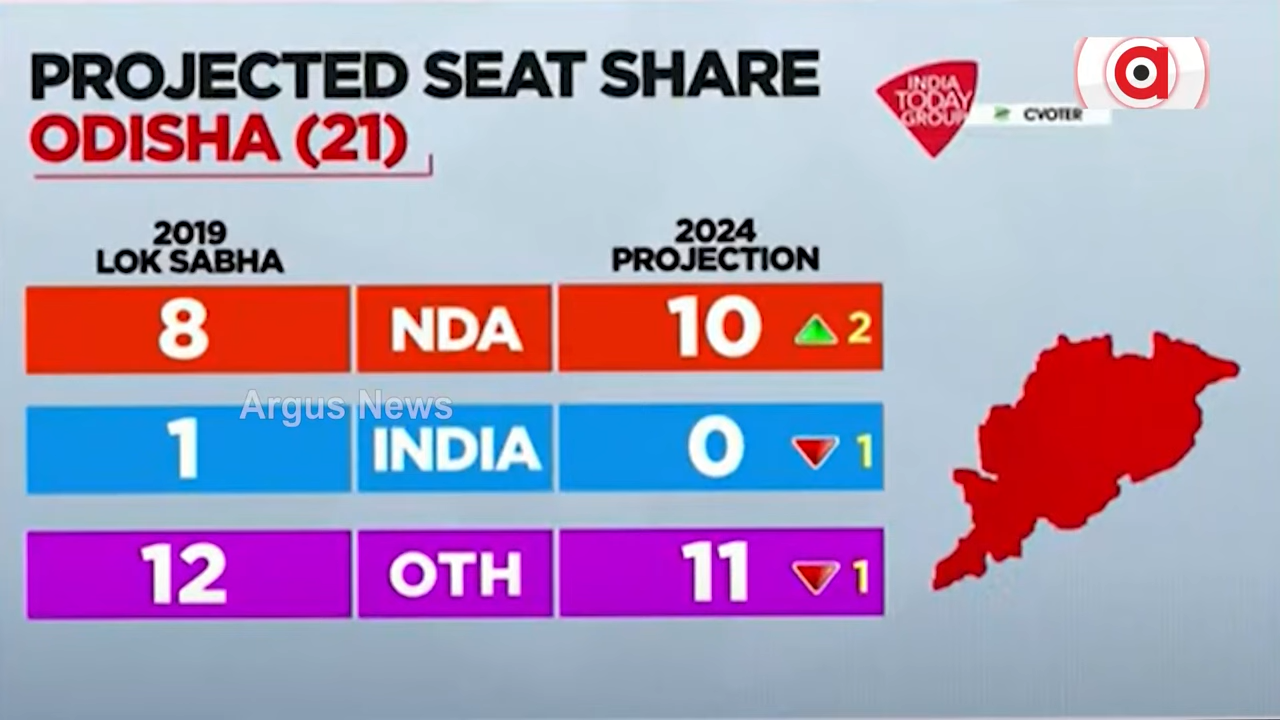 PROJECTED SEAT SHARE
ODISHA (21)
INDIA
TODAY
GROUP
CVOTER
a
2019
LOK SABHA
2024
PROJECTION
8 NDA 10 2
Argus News
1 INDIA 0 1
12 OTH 11 1